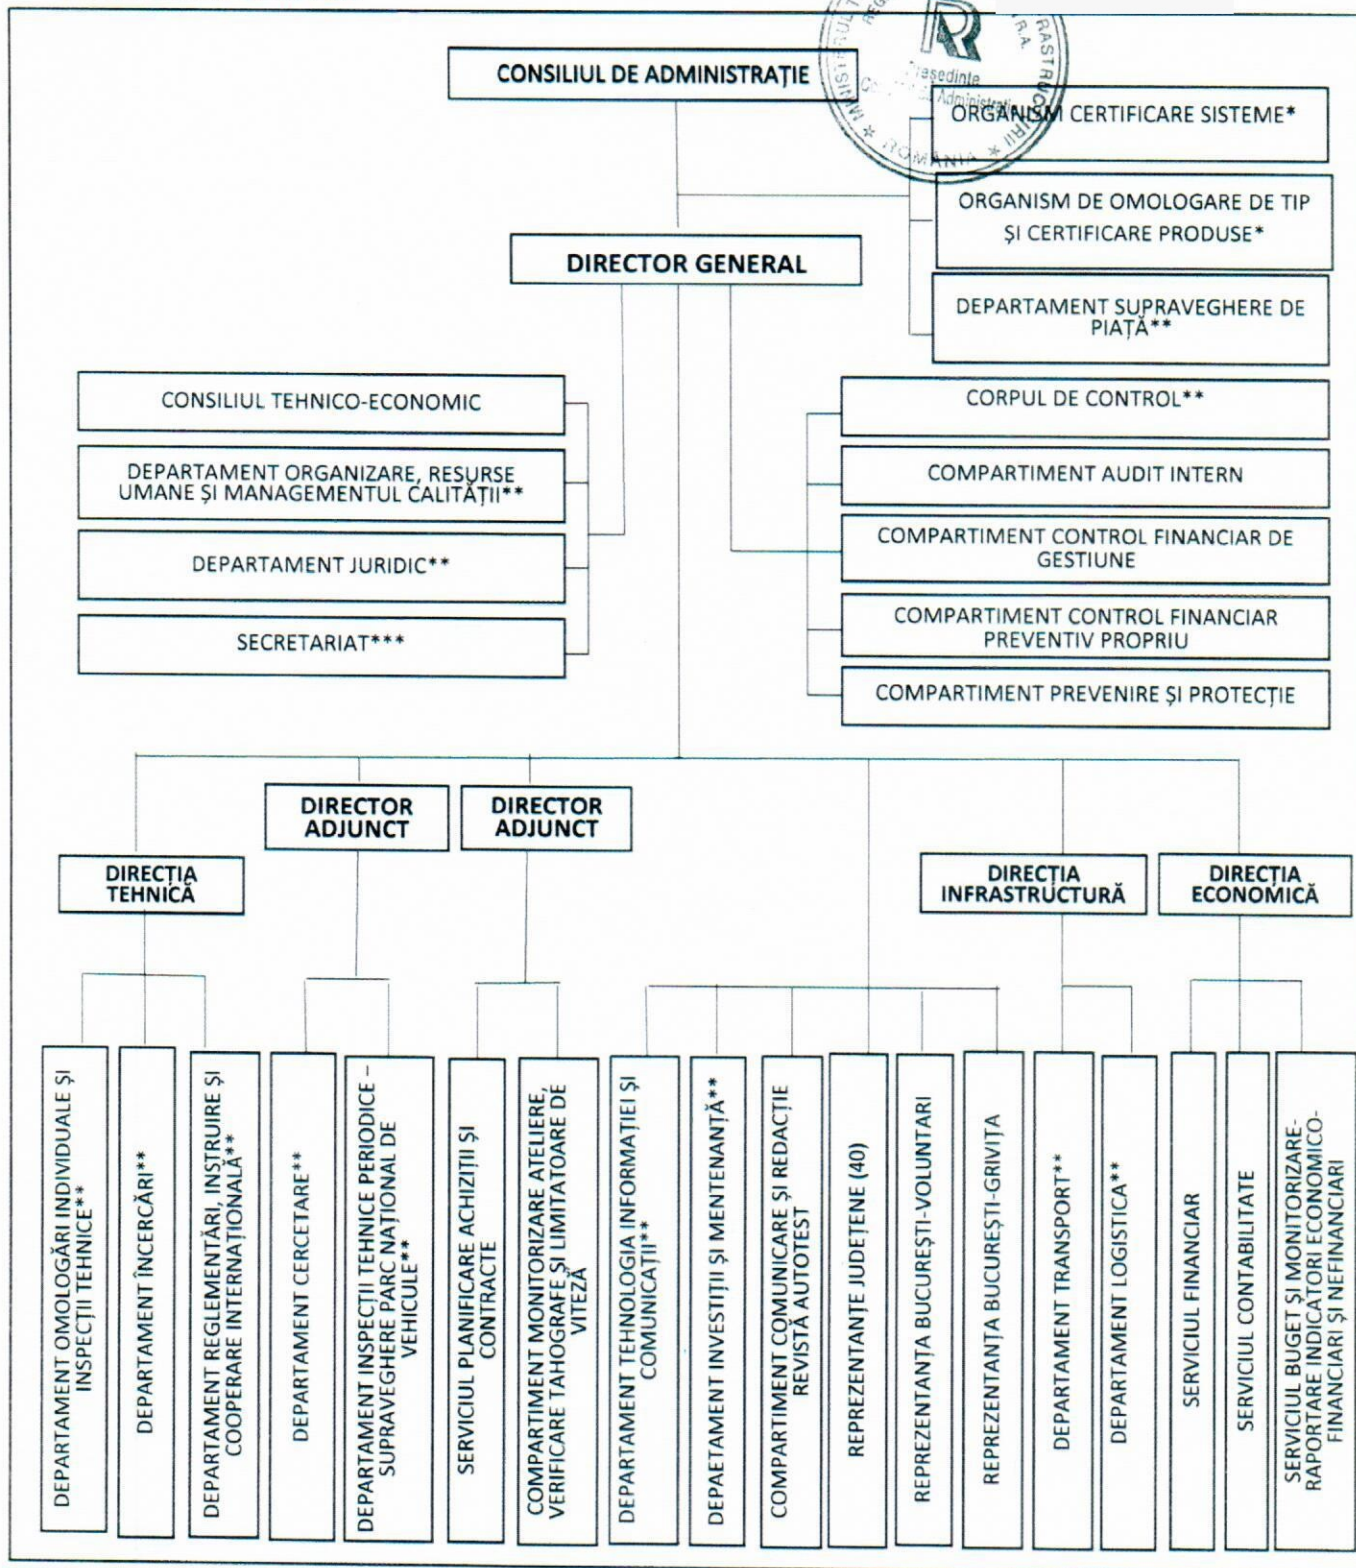 CONSILIUL DE ADMINISTRAȚIE
Președinte
ROMÂNIA
ORGANISM CERTIFICARE SISTEME*
ORGANISM DE OMOLOGARE DE TIP
ȘI CERTIFICARE PRODUSE*
DIRECTOR GENERAL
DEPARTAMENT SUPRAVEGHERE DE
PIAȚĂ**
CONSILIUL TEHNICO-ECONOMIC
DEPARTAMENT ORGANIZARE, RESURSE
UMANE ȘI MANAGEMENTUL CALITĂȚII**
DEPARTAMENT JURIDIC**
SECRETARIAT***
CORPUL DE CONTROL**
COMPARTIMENT AUDIT INTERN
COMPARTIMENT CONTROL FINANCIAR DE
GESTIUNE
COMPARTIMENT CONTROL FINANCIAR
PREVENTIV PROPRIU
COMPARTIMENT PREVENIRE ȘI PROTECȚIE
DIRECTOR
ADJUNCT
DIRECTOR
ADJUNCT
DIRECȚIA
TEHNICĂ
DIRECȚIA
INFRASTRUCTURĂ
DIRECȚIA
ECONOMICĂ
DEPARTAMENT OMOLOGĂRI INDIVIDUALE ȘI
INSPECȚII TEHNICE**
DEPARTAMENT ÎNCERCĂRI**
DEPARTAMENT REGLEMENTĂRI, INSTRUIRE ȘI
COOPERARE INTERNAȚIONALĂ**
DEPARTAMENT CERCETARE**
DEPARTAMENT INSPECȚII TEHNICE PERIODICE –
SUPRAVEGHERE PARC NAȚIONAL DE
VEHICULE**
SERVICIUL PLANIFICARE ACHIZIȚII ȘI
CONTRACTE
COMPARTIMENT MONITORIZARE ATELIERE,
VERIFICARE TAHOGRAFE ȘI LIMITATOARE DE
VITEZĂ
DEPARTAMENT TEHNOLOGIA INFORMAȚIEI ȘI
COMUNICAȚII**
DEPAETAMENT INVESTIȚII ȘI MENTENANȚĂ**
COMPARTIMENT COMUNICARE ȘI REDACȚIE
REVISTĂ AUTOTEST
REPREZENTANȚE JUDEȚENE (40)
REPREZENTANȚA BUCUREȘTI-VOLUNTARI
REPREZENTANȚA BUCUREȘTI-GRIVIȚA
DEPARTAMENT TRANSPORT**
DEPARTAMENT LOGISTICA**
SERVICIUL FINANCIAR
SERVICIUL CONTABILITATE
SERVICIUL BUGET ȘI MONITORIZARE-
RAPORTARE INDICATORI ECONOMICO-
FINANCIARI ȘI NEFINANCIARI